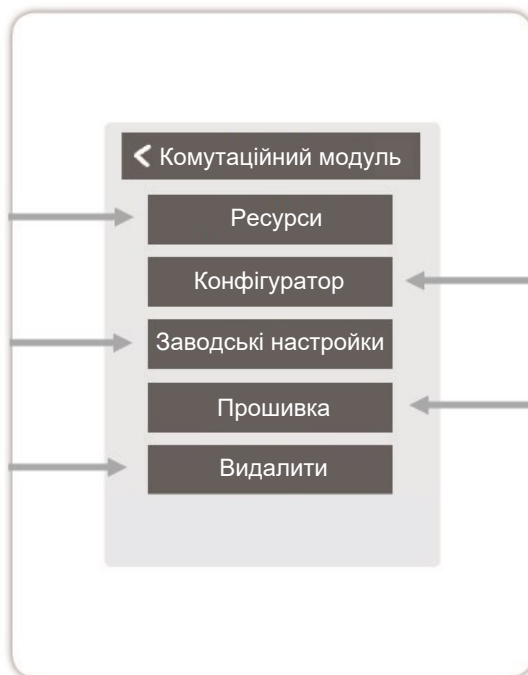 Комутаційний модуль
Ресурси
Конфігуратор
Заводські настройки
Прошивка
Видалити